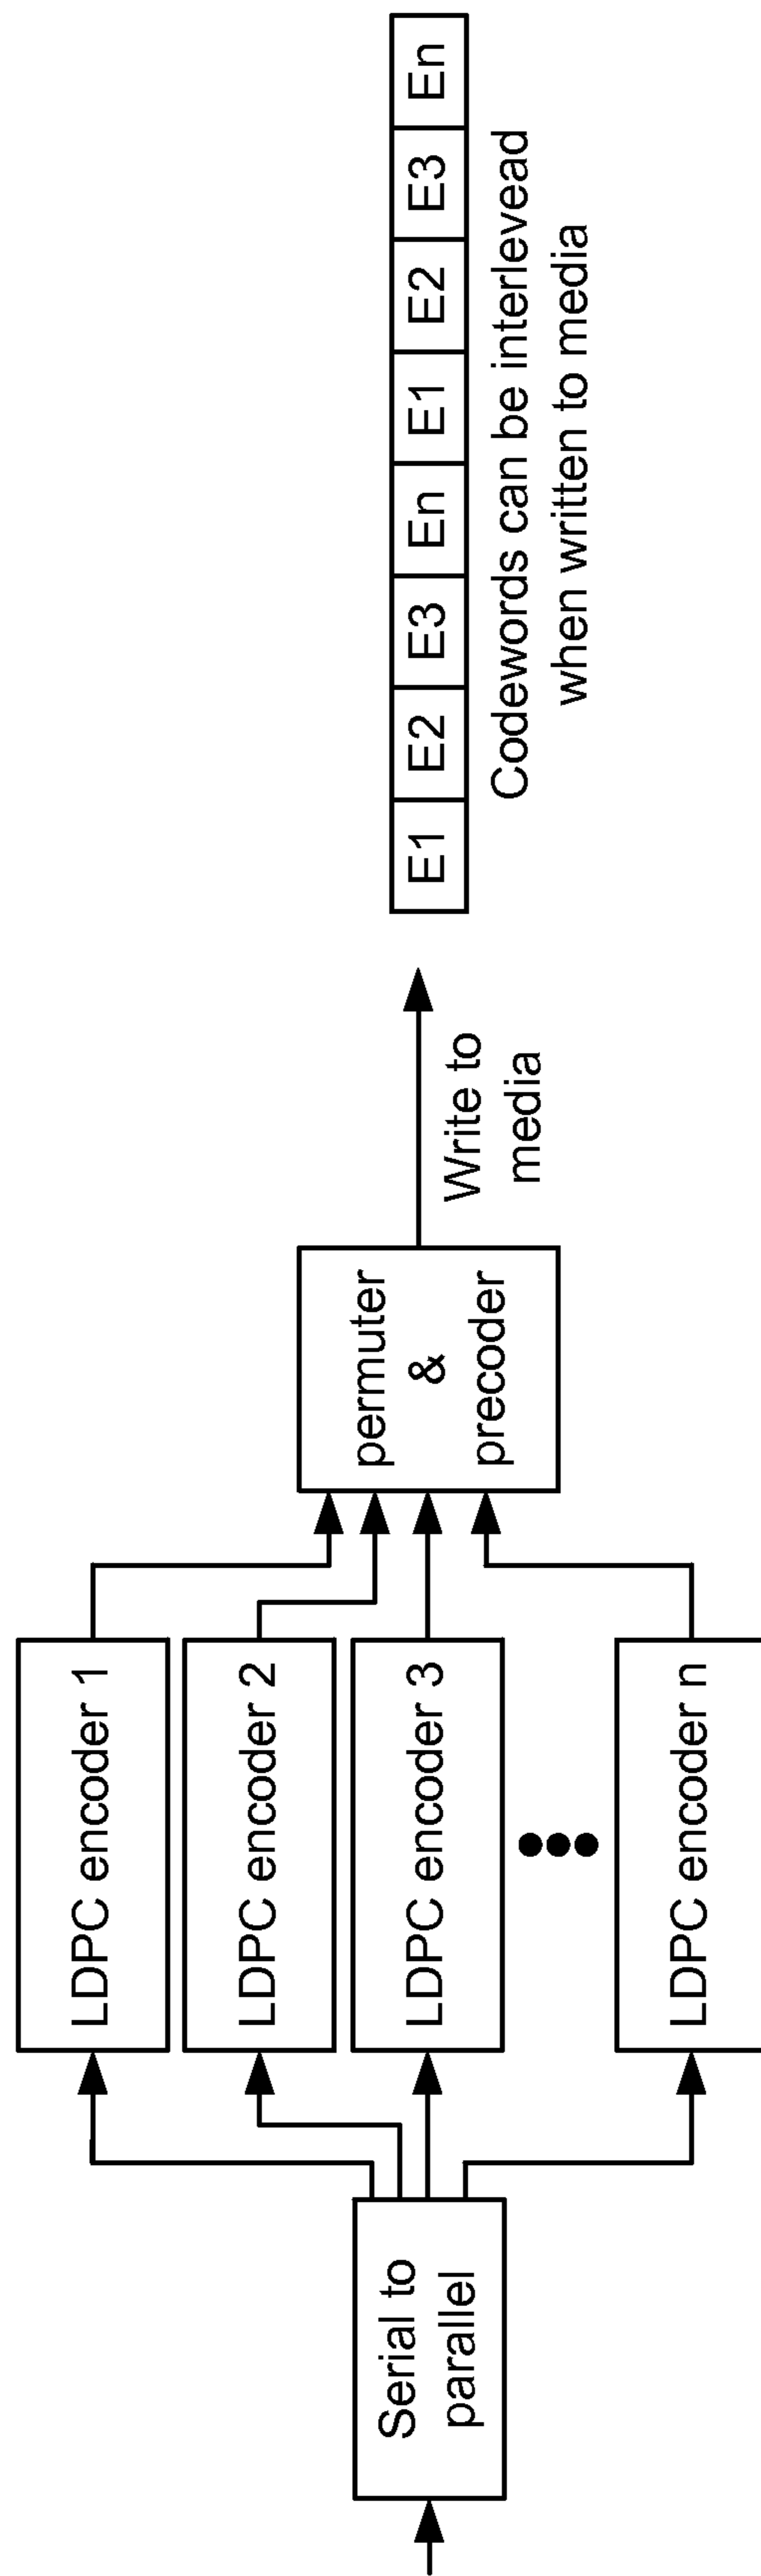 Serial to
parallel
LDPC encoder 1
LDPC encoder 2
LDPC encoder 3
LDPC encoder n
permuter
&
precoder
Write to
media
E1 E2 E3 En E1 E2 E3 En
Codewords can be interlevead
when written to media